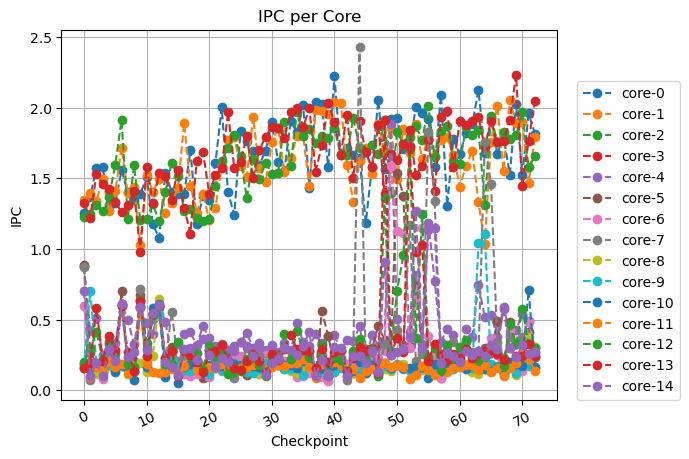 IPC per Core
IPC
2.5
2.0
1.5
1.0
0.5
0.0
0
10
20
30
40
50
60
70
Checkpoint
core-0
core-1
core-2
core-3
core-4
core-5
core-6
core-7
core-8
core-9
core-10
core-11
core-12
core-13
core-14